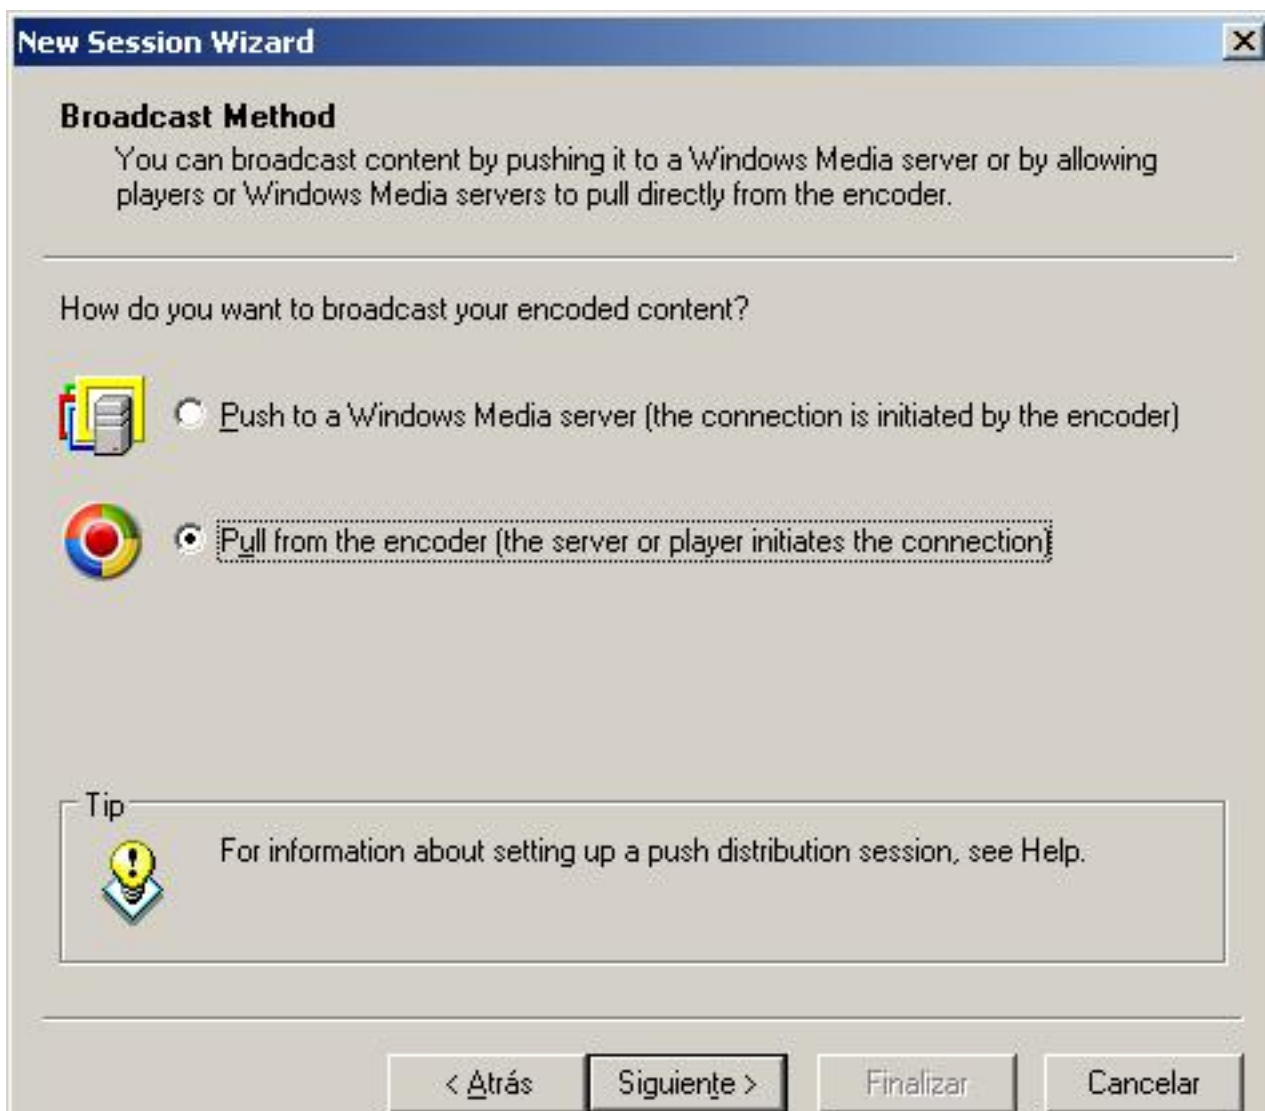 New Session Wizard
Broadcast Method
You can broadcast content by pushing it to a Windows Media server or by allowing
players or Windows Media servers to pull directly from the encoder.
How do you want to broadcast your encoded content?
Push to a Windows Media server (the connection is initiated by the encoder)
Pull from the encoder (the server or player initiates the connection)
Tip
For information about setting up a push distribution session, see Help.
< Atrás Siguiente > Finalizar Cancelar